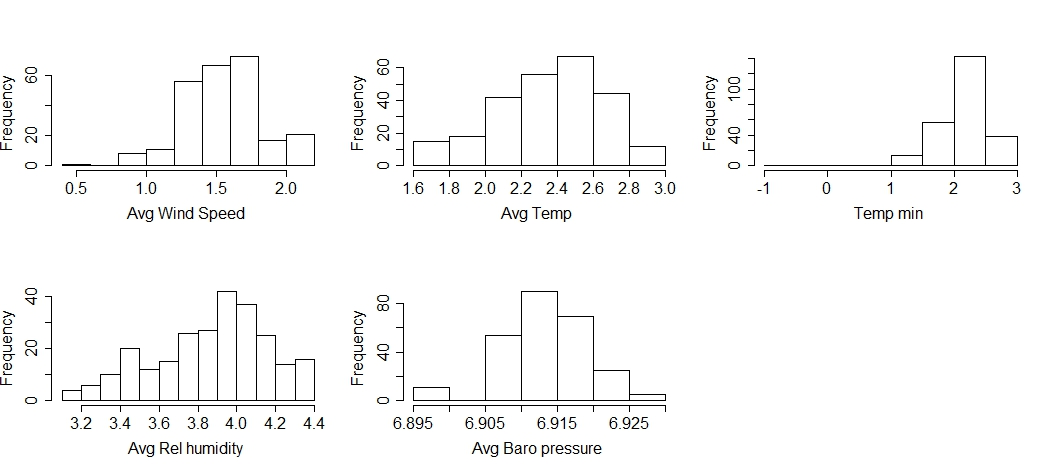 Frequency
0 20 60
0.5 1.0 1.5 2.0
Avg Wind Speed
Frequency
0 20 40 60
1.6 1.8 2.0 2.2 2.4 2.6 2.8 3.0
Avg Temp
Frequency
0 40 100
-1 0 1 2 3
Temp min
Frequency
0 20 40
3.2 3.4 3.6 3.8 4.0 4.2 4.4
Avg Rel humidity
Frequency
0 40 80
6.895 6.905 6.915 6.925
Avg Baro pressure